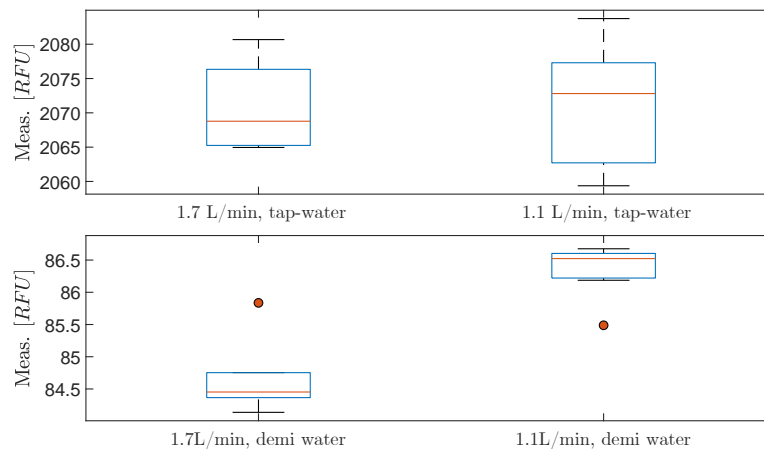 Meas. [RFU]
2080
2075
2070
2065
2060
1.7 L/min, tap-water
1.1 L/min, tap-water
Meas. [RFU]
86.5
86
85.5
85
84.5
1.7L/min, demi water
1.1L/min, demi water